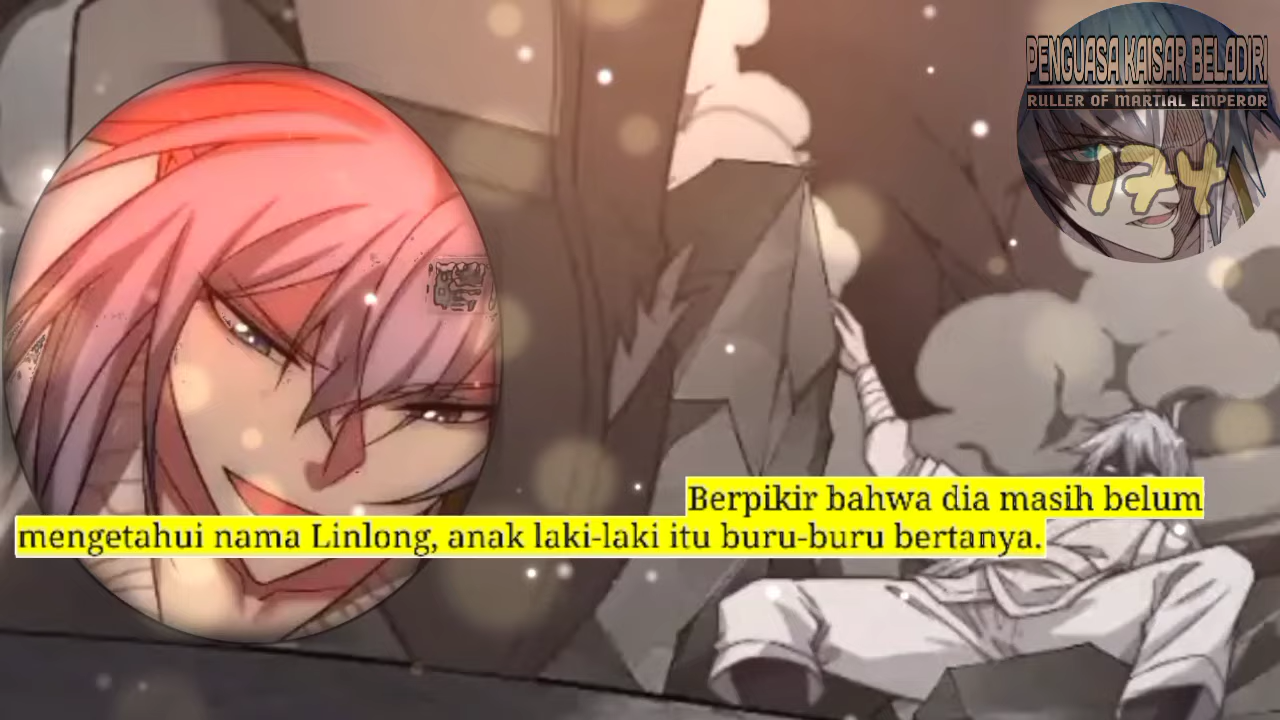 PENGUASA KAISAR BELADIRI
RULLER OF MARTIAL EMPEROR
174
Berpikir bahwa dia masih belum
mengetahui nama Linlong, anak laki-laki itu buru-buru bertanya.